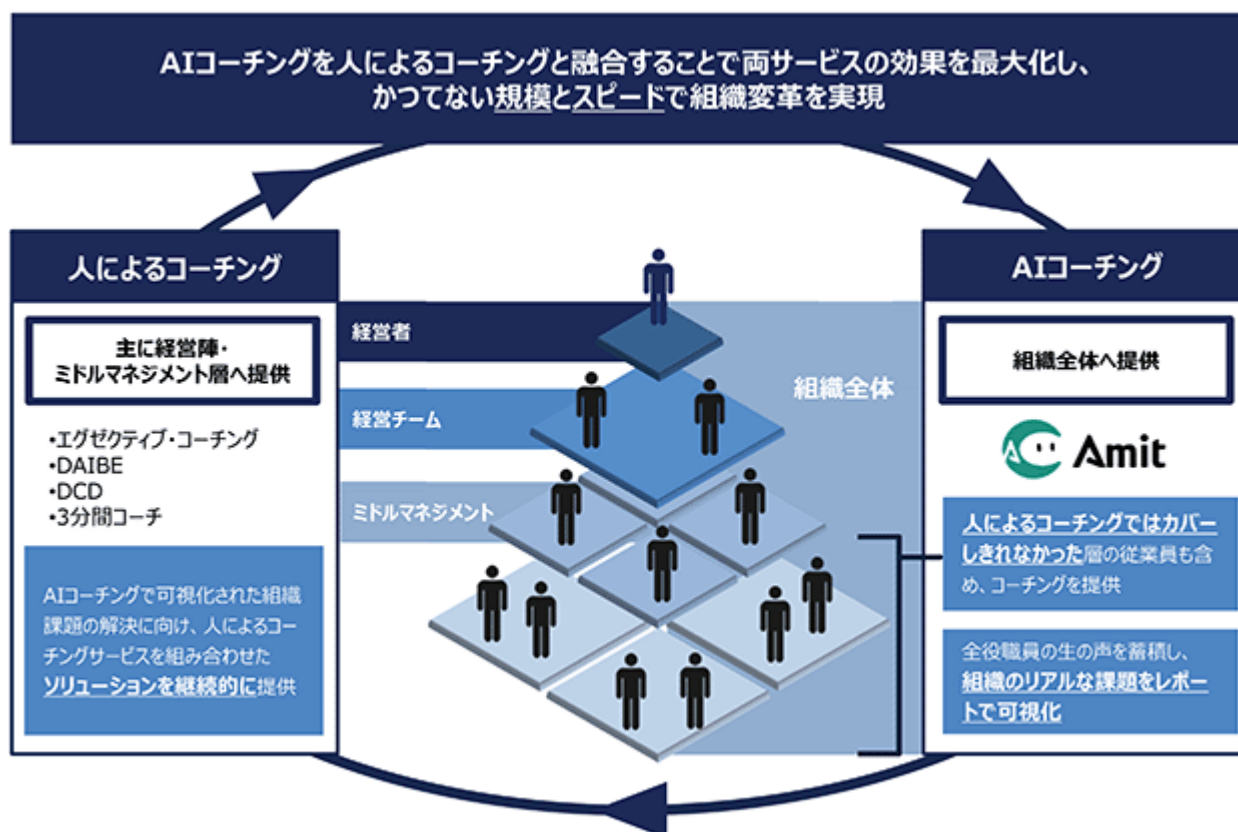 AIコーチングを人によるコーチングと融合することで両サービスの効果を最大化し、
かつてない規模とスピードで組織変革を実現
人によるコーチング
主に経営陣・
ミドルマネジメント層へ提供
•エグゼクティブ・コーチング
•DAIBE
•DCD
•3分間コーチ
AIコーチングで可視化された組織
課題の解決に向け、人によるコー
チングサービスを組み合わせた
ソリューションを継続的に提供
経営者
経営チーム
ミドルマネジメント
組織全体
AIコーチング
組織全体へ提供
A
Amit
人によるコーチングではカバー
しきれなかった層の従業員も含
め、コーチングを提供
全役職員の生の声を蓄積し、
組織のリアルな課題をレポー
トで可視化